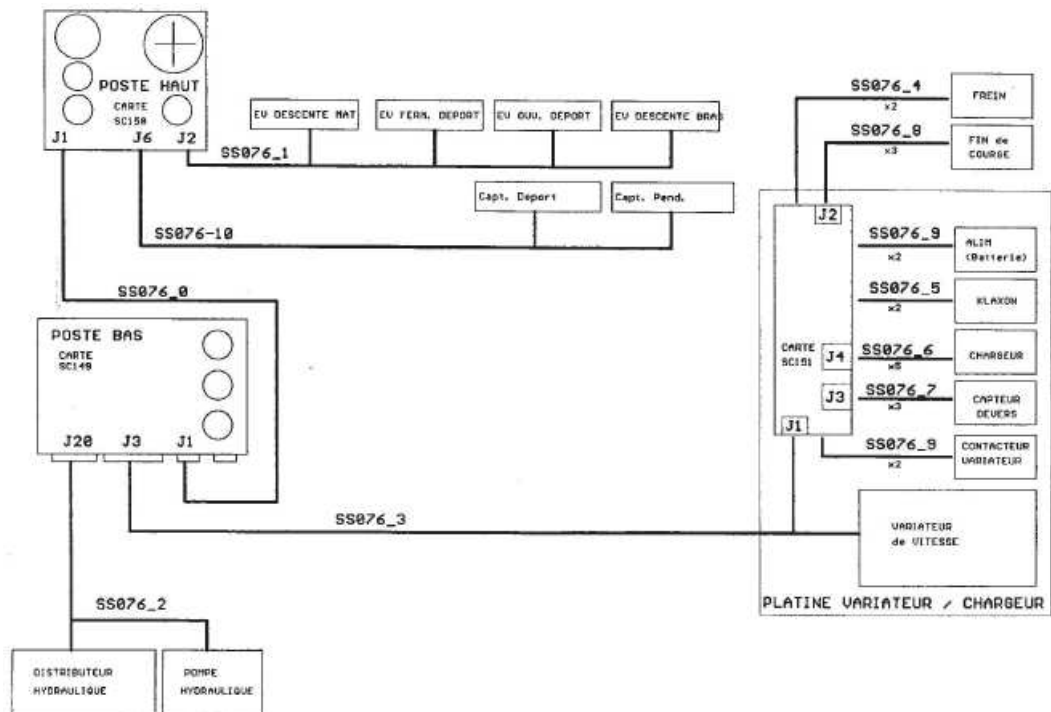 POSTE HAUT
CARTE
SC150
J1
J6
J2
SS076_1
EV DESCENTE MAT
EV FERM. DEPORT
EV OUV. DEPORT
EV DESCENTE BRAS
Capt. Deport
Capt. Pend.
SS076-10
SS076_0
POSTE BAS
CARTE
SC149
J20
J3
J1
SS076_3
SS076_2
DISTRIBUTEUR
HYDRAULIQUE
POMPE
HYDRAULIQUE
SS076_4
x2
FREIN
SS076_8
x3
FIN de
COURSE
J2
SS076_9
x2
ALIM
(Batterie)
SS076_5
x2
KLAXON
CARTE
SC151
J4
SS076_6
x5
CHARGEUR
J3
SS076_7
x3
CAPTEUR
DEVERS
J1
SS076_9
x2
CONTACTEUR
VARIATEUR
VARIATEUR
de VITESSE
PLATINE VARIATEUR / CHARGEUR